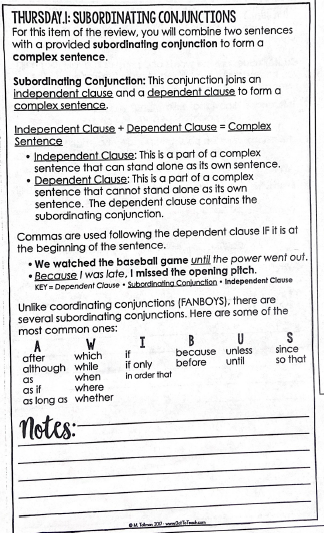 THURSDAY.1: SUBORDINATING CONJUNCTIONS
For this item of the review, you will combine two sentences
with a provided subordinating conjunction to form a
complex sentence.
Subordinating Conjunction: This conjunction joins an
independent clause and a dependent clause to form a
complex sentence.
Independent Clause + Dependent Clause = Complex
Sentence
• Independent Clause: This is a part of a complex
sentence that can stand alone as its own sentence.
• Dependent Clause: This is a part of a complex
sentence that cannot stand alone as its own
sentence. The dependent clause contains the
subordinating conjunction.
Commas are used following the dependent clause IF it is at
the beginning of the sentence.
• We watched the baseball game until the power went out.
• Because I was late, I missed the opening pitch.
KEY = Dependent Clause • Subordinating Conjunction • Independent Clause
Unlike coordinating conjunctions (FANBOYS), there are
several subordinating conjunctions. Here are some of the
most common ones:
A W I B U S
after which if because unless since
although while if only before until so that
as when in order that
as if where
as long as whether
Notes:
© M. Tallman 2017 - www.GotToTeach.com